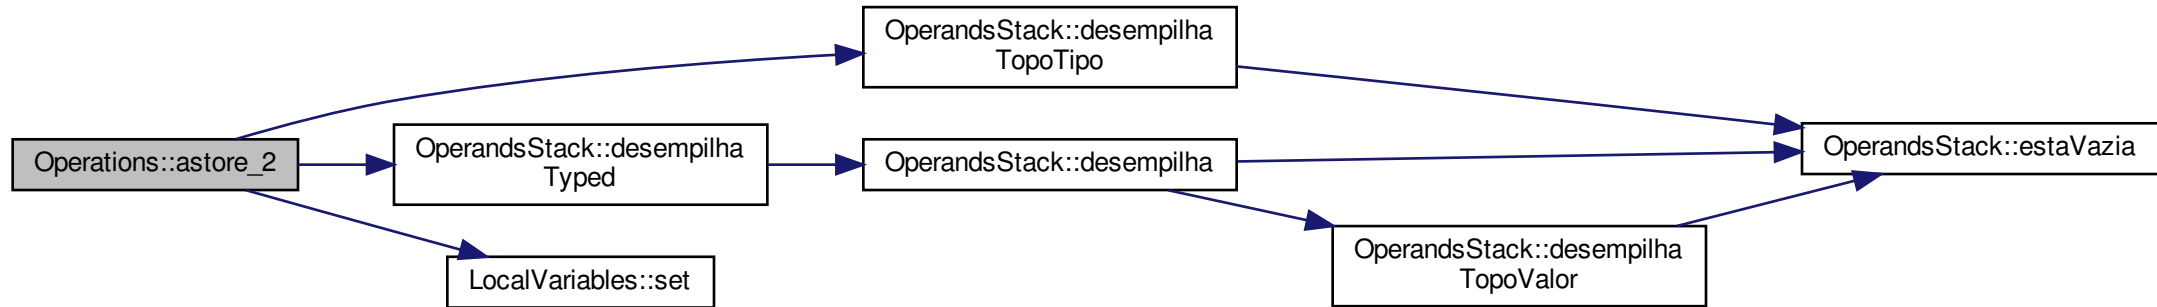 Operations::astore_2
OperandsStack::desempilha
TopoTipo
OperandsStack::desempilha
Typed
LocalVariables::set
OperandsStack::desempilha
OperandsStack::desempilha
TopoValor
OperandsStack::estaVazia